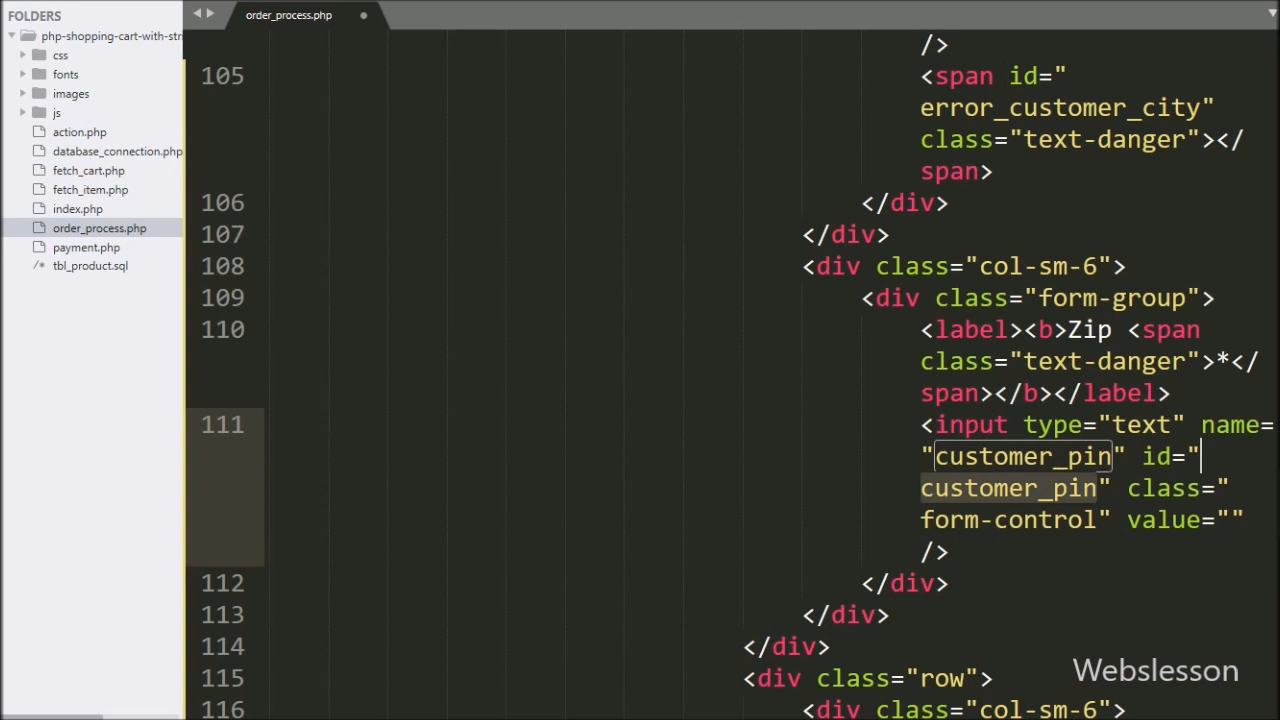 FOLDERS
php-shopping-cart-with-str
css
fonts
images
js
action.php
database_connection.php
fetch_cart.php
fetch_item.php
index.php
order_process.php
payment.php
/* tbl_product.sql
order_process.php
/>
105 <span id="
error_customer_city"
class="text-danger"></
span>
106 </div>
107 </div>
108 <div class="col-sm-6">
109 <div class="form-group">
110 <label><b>Zip <span
class="text-danger">*</
span></b></label>
111 <input type="text" name=
"customer_pin" id="
customer_pin" class="
form-control" value=""
/>
112 </div>
113 </div>
114 </div>
115 <div class="row">
116 <div class="col-sm-6">
Webslesson